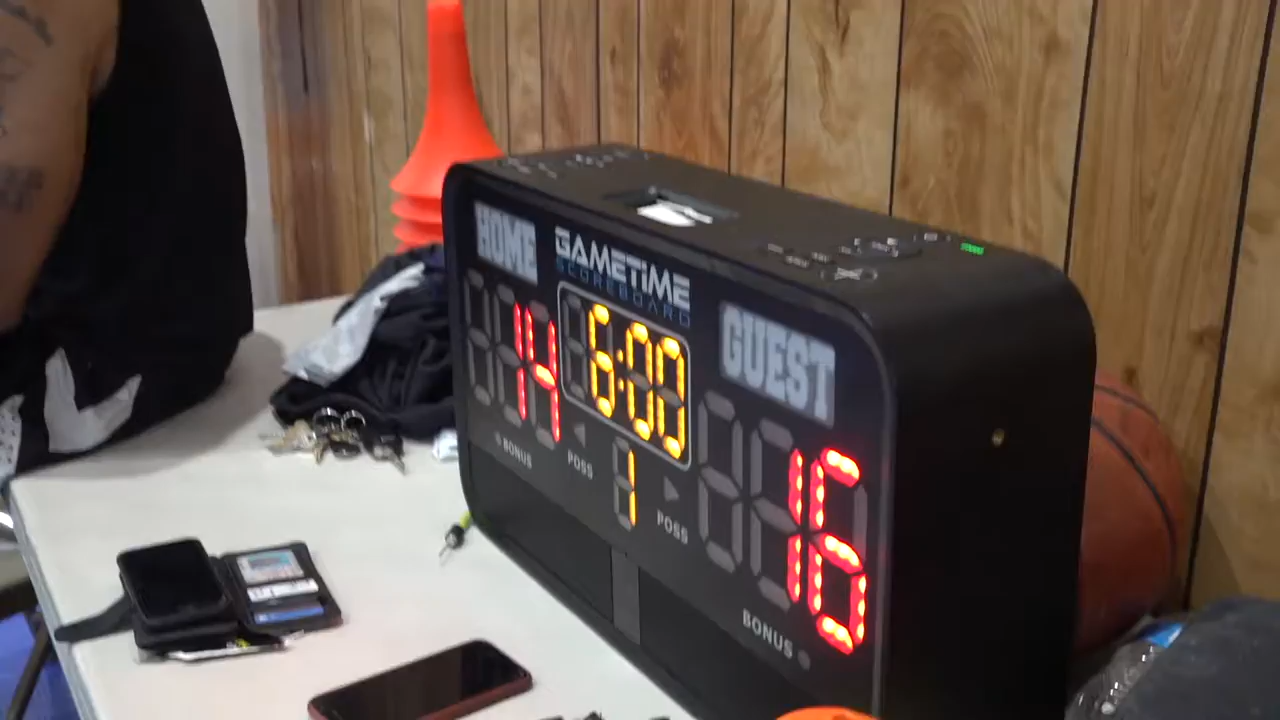 HOME
GAMETIME
SCOREBOARD
GUEST
14
6:00
16
BONUS
POSS
1
POSS
BONUS